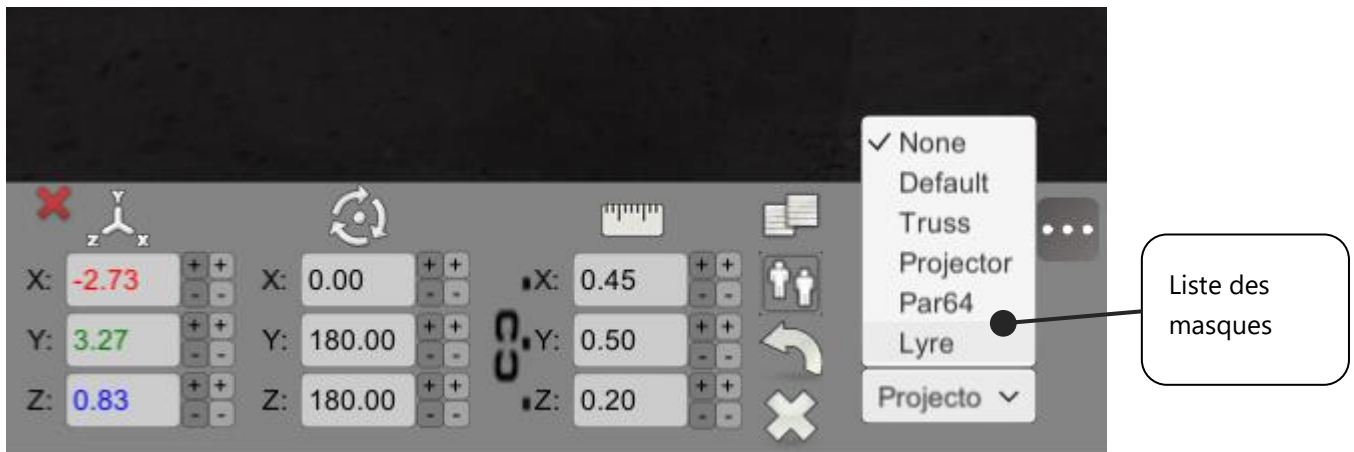 Y
Z X
X: -2.73 + + - -
Y: 3.27 + + - -
Z: 0.83 + + - -
X: 0.00 + + - -
Y: 180.00 + + - -
Z: 180.00 + + - -
X: 0.45 + + - -
Y: 0.50 + + - -
Z: 0.20 + + - -
✓ None
Default
Truss
Projector
Par64
Lyre
Projecto
Liste des
masques